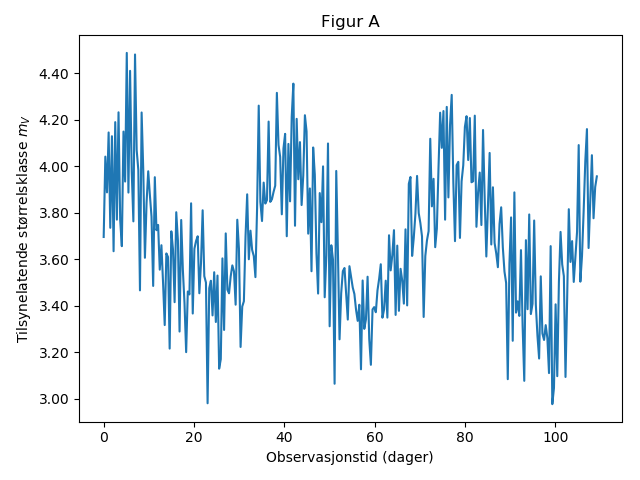 Figur A
Tilsynelatende størrelsklasse $m_V$
4.40
4.20
4.00
3.80
3.60
3.40
3.20
3.00
0 20 40 60 80 100
Observasjonstid (dager)